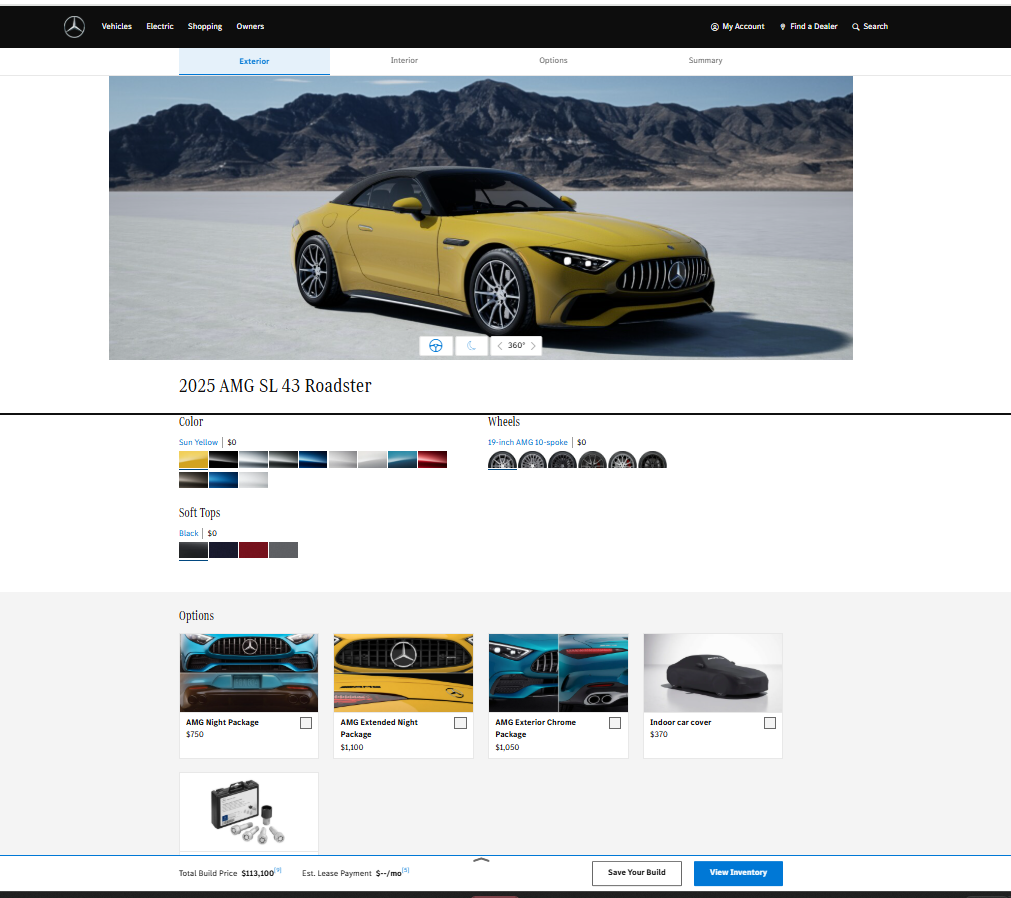 Vehicles Electric Shopping Owners My Account Find a Dealer Search
Exterior Interior Options Summary
360°
2025 AMG SL 43 Roadster
Color
Sun Yellow | $0
Wheels
19-inch AMG 10-spoke | $0
Soft Tops
Black | $0
Options
AMG Night Package
$750
AMG Extended Night
Package
$1,100
AMG Exterior Chrome
Package
$1,050
Indoor car cover
$370
Total Build Price $113,100[9] Est. Lease Payment $--/mo[5] Save Your Build View Inventory